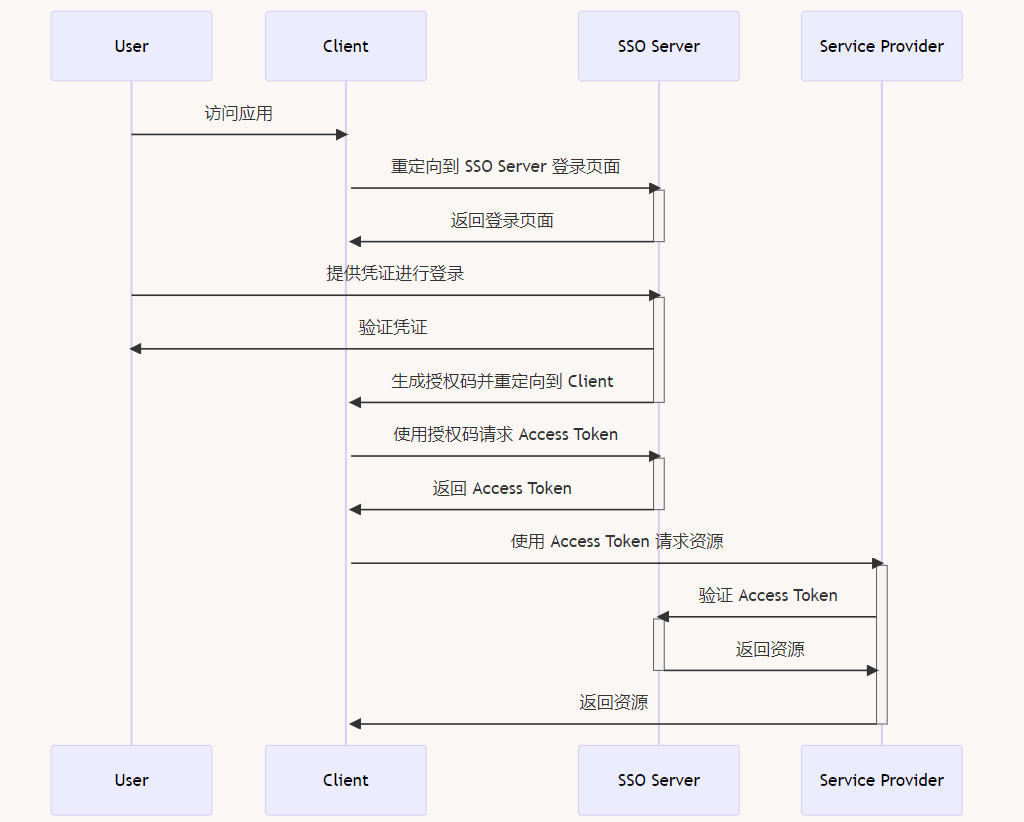 User
Client
SSO Server
Service Provider
访问应用
重定向到 SSO Server 登录页面
返回登录页面
提供凭证进行登录
验证凭证
生成授权码并重定向到 Client
使用授权码请求 Access Token
返回 Access Token
使用 Access Token 请求资源
验证 Access Token
返回资源
返回资源
User
Client
SSO Server
Service Provider